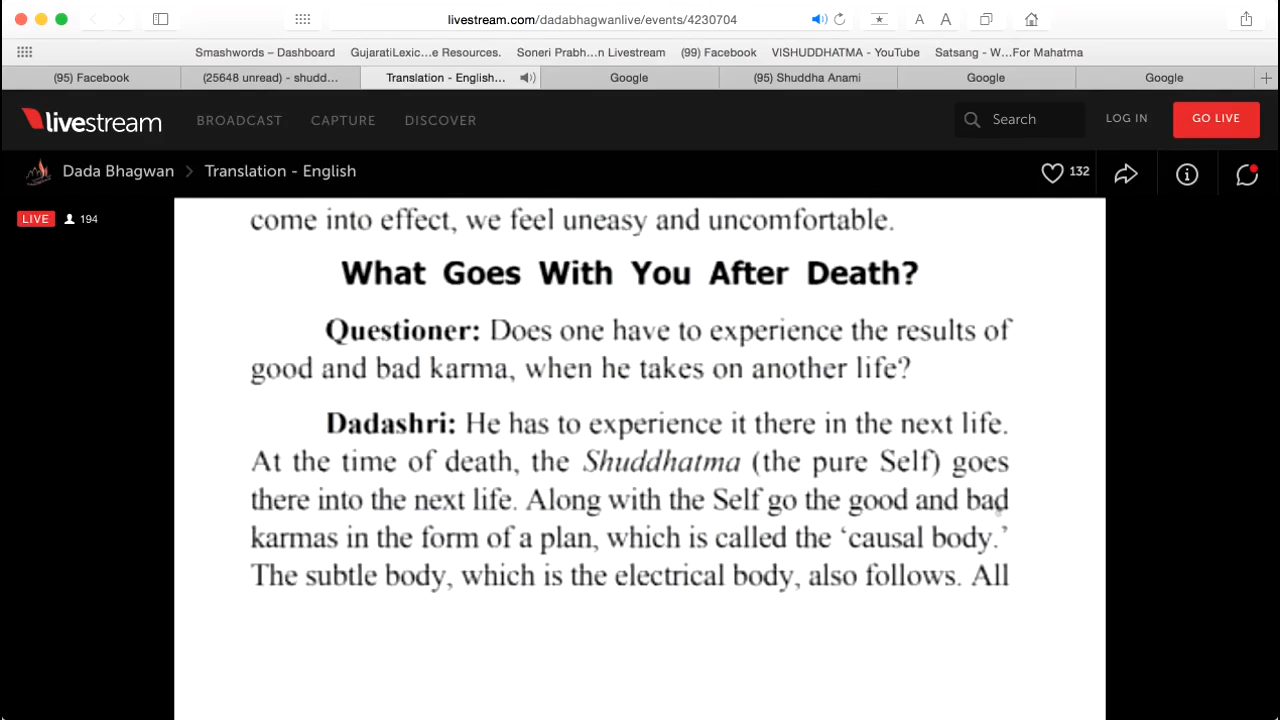 livestream.com/dadabhagwanlive/events/4230704
A A
Smashwords – Dashboard GujaratiLexic...e Resources. Soneri Prabh...n Livestream (99) Facebook VISHUDDHATMA - YouTube Satsang - W...For Mahatma
(95) Facebook (25648 unread) - shudd... Translation - English... Google (95) Shuddha Anami Google Google
livestream BROADCAST CAPTURE DISCOVER Search LOG IN GO LIVE
Dada Bhagwan > Translation - English 132
LIVE 194
come into effect, we feel uneasy and uncomfortable.
What Goes With You After Death?
Questioner: Does one have to experience the results of
good and bad karma, when he takes on another life?
Dadashri: He has to experience it there in the next life.
At the time of death, the Shuddhatma (the pure Self) goes
there into the next life. Along with the Self go the good and bad
karmas in the form of a plan, which is called the ‘causal body.’
The subtle body, which is the electrical body, also follows. All